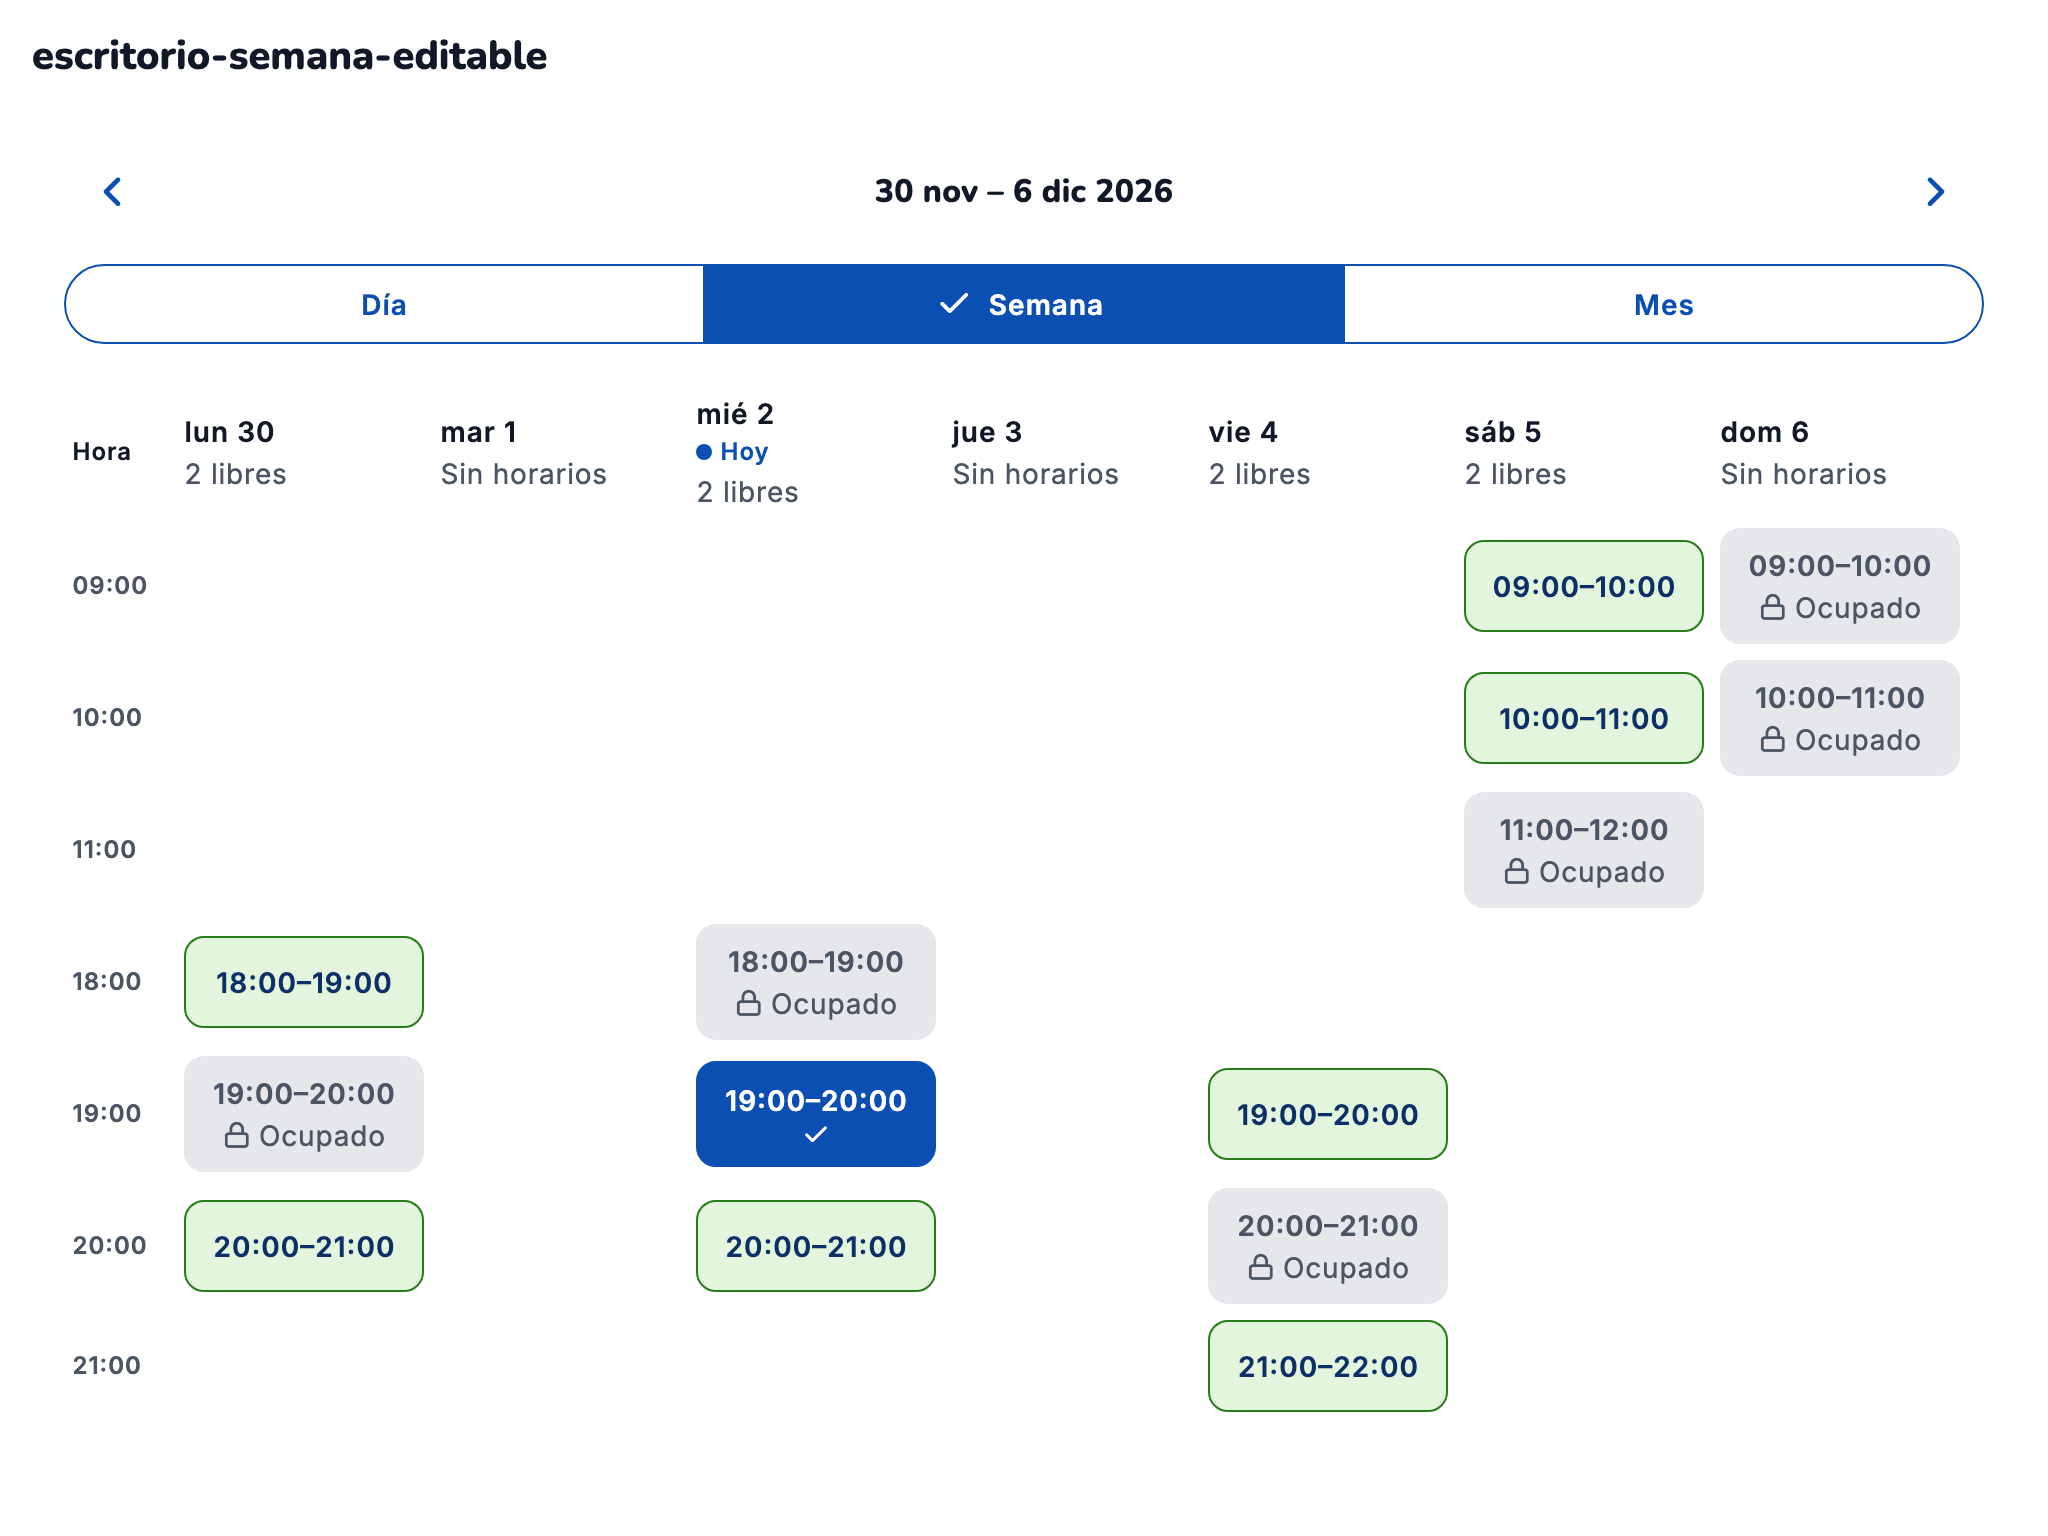 escritorio-semana-editable
30 nov – 6 dic 2026
Día
Semana
Mes
Hora
lun 30
2 libres
mar 1
Sin horarios
mié 2
Hoy
2 libres
jue 3
Sin horarios
vie 4
2 libres
sáb 5
2 libres
dom 6
Sin horarios
09:00
09:00–10:00
09:00–10:00
Ocupado
10:00
10:00–11:00
10:00–11:00
Ocupado
11:00
11:00–12:00
Ocupado
18:00
18:00–19:00
18:00–19:00
Ocupado
19:00
19:00–20:00
Ocupado
19:00–20:00
19:00–20:00
20:00
20:00–21:00
20:00–21:00
20:00–21:00
Ocupado
21:00
21:00–22:00